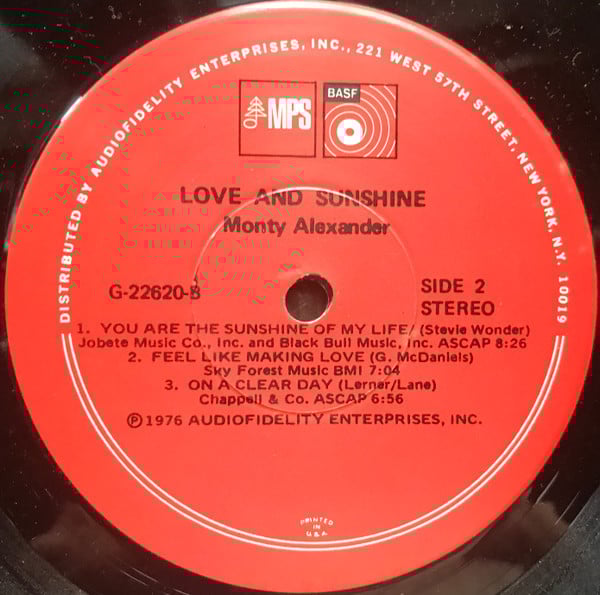 DISTRIBUTED BY AUDIOFIDELITY ENTERPRISES, INC., 221 WEST 57TH STREET, NEW YORK, N.Y. 10019
MPS
BASF
LOVE AND SUNSHINE
Monty Alexander
G-22620-B
SIDE 2
STEREO
1. YOU ARE THE SUNSHINE OF MY LIFE/ (Stevie Wonder)
Jobete Music Co., Inc. and Black Bull Music, Inc. ASCAP 8:26
2. FEEL LIKE MAKING LOVE (G. McDaniels)
Sky Forest Music BMI 7:04
3. ON A CLEAR DAY (Lerner/Lane)
Chappell & Co. ASCAP 6:56
Ⓟ 1976 AUDIOFIDELITY ENTERPRISES, INC.
PRINTED
IN
U.S.A.